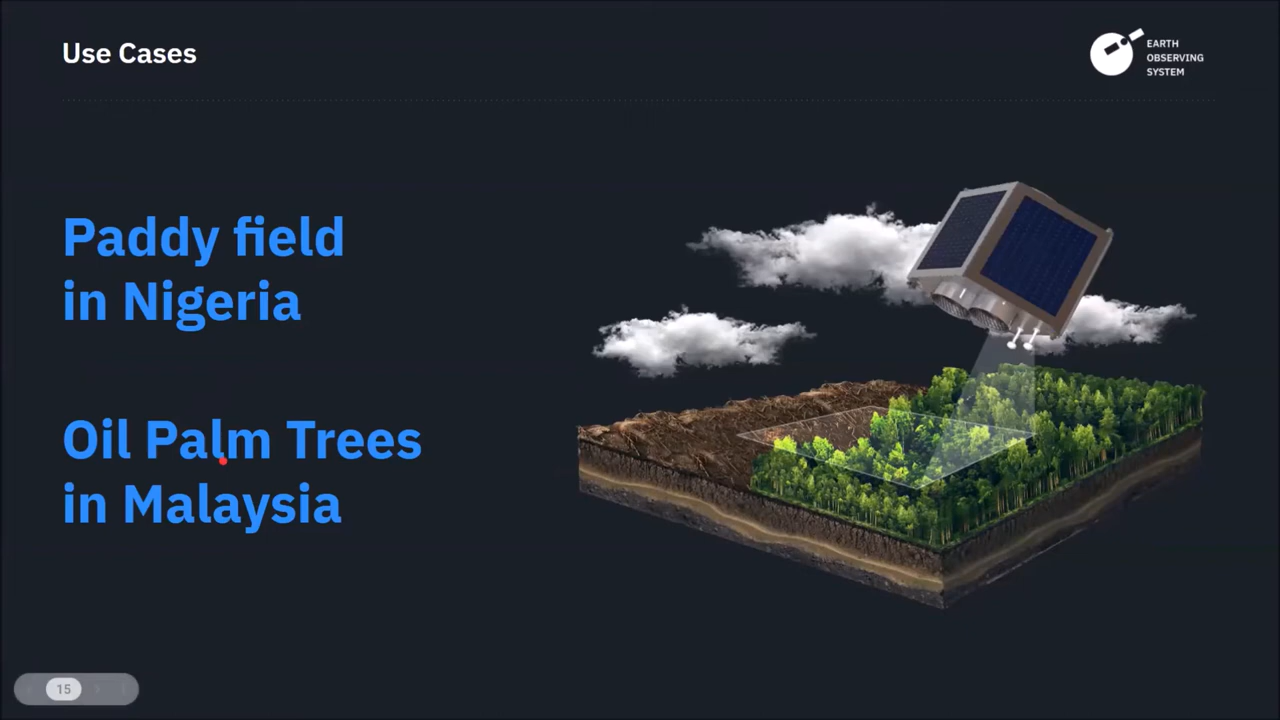 Use Cases
EARTH
OBSERVING
SYSTEM
Paddy field
in Nigeria
Oil Palm Trees
in Malaysia
15